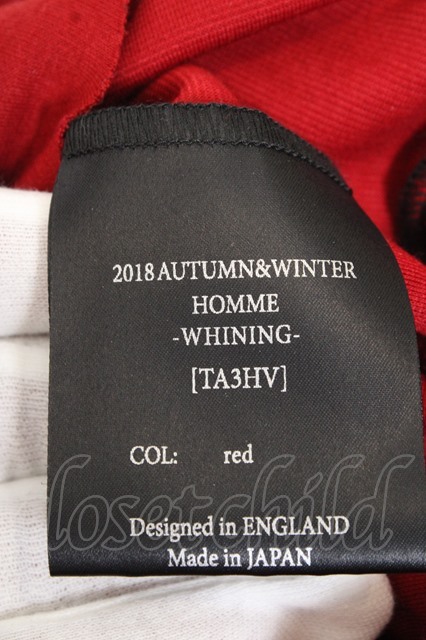 2018 AUTUMN&WINTER
HOMME
-WHINING-
[TA3HV]
COL: red
closetchild
Designed in ENGLAND
Made in JAPAN